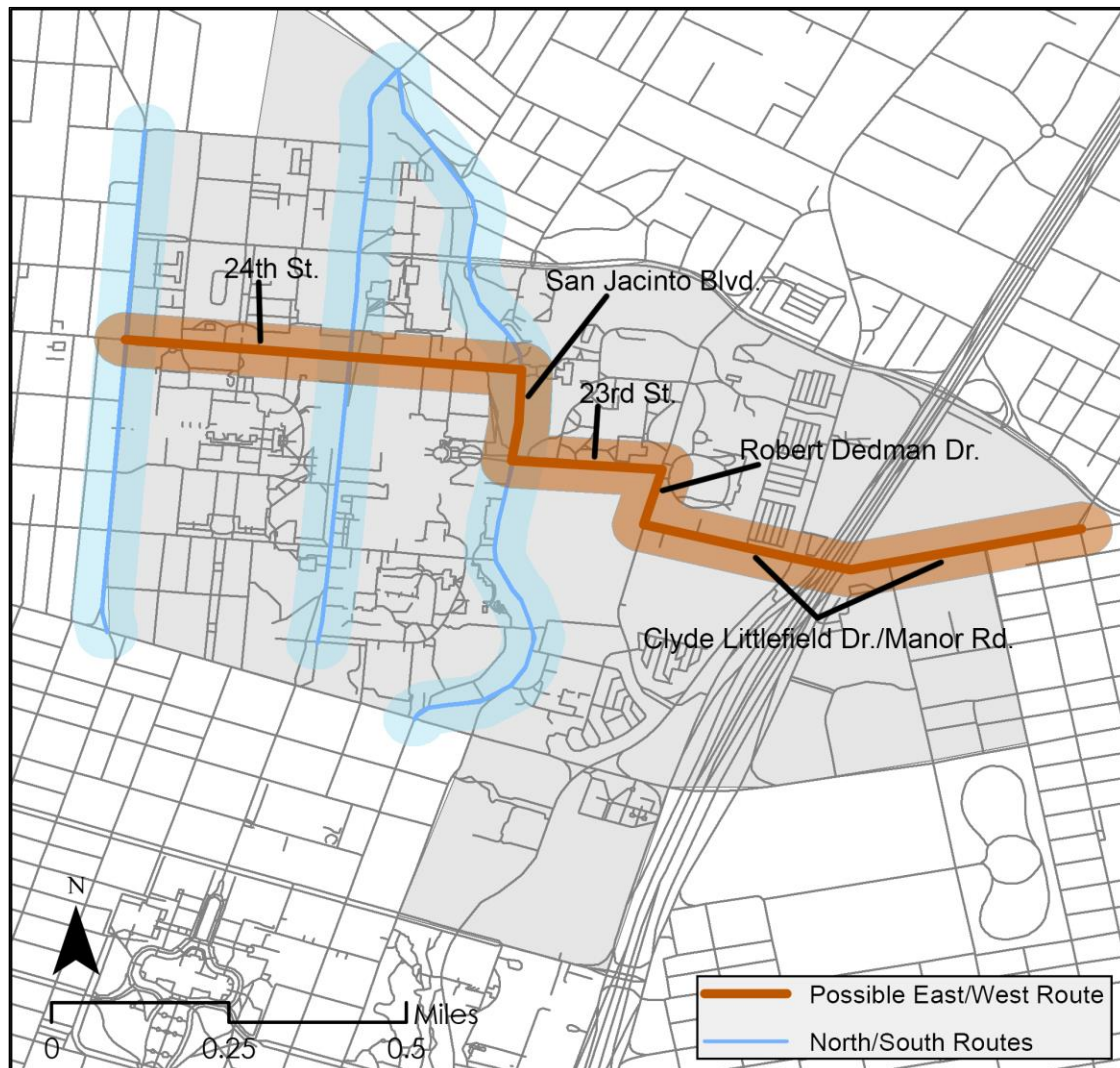 24th St.
San Jacinto Blvd.
23rd St.
Robert Dedman Dr.
Clyde Littlefield Dr./Manor Rd.
N
Miles
0 0.25 0.5
Possible East/West Route
North/South Routes